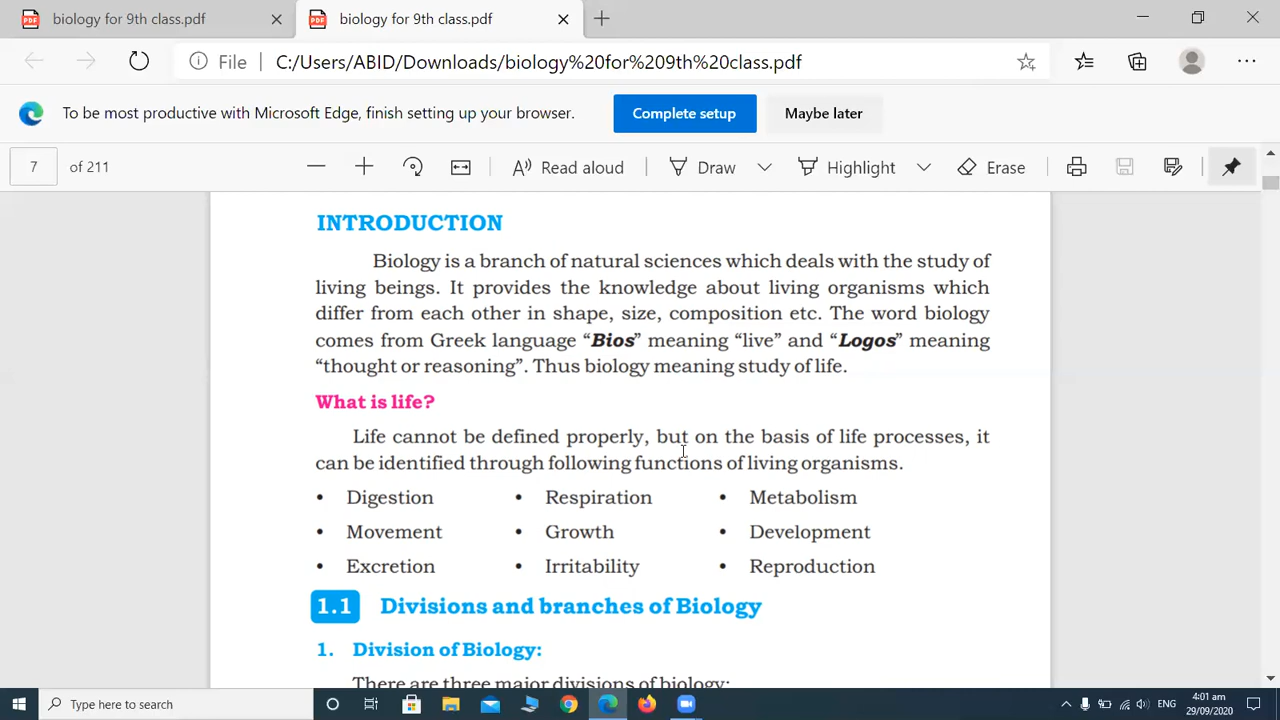 biology for 9th class.pdf
biology for 9th class.pdf
File
C:/Users/ABID/Downloads/biology%20for%209th%20class.pdf
To be most productive with Microsoft Edge, finish setting up your browser.
Complete setup
Maybe later
7 of 211
Read aloud
Draw
Highlight
Erase
INTRODUCTION
Biology is a branch of natural sciences which deals with the study of
living beings. It provides the knowledge about living organisms which
differ from each other in shape, size, composition etc. The word biology
comes from Greek language “Bios” meaning “live” and “Logos” meaning
“thought or reasoning”. Thus biology meaning study of life.
What is life?
Life cannot be defined properly, but on the basis of life processes, it
can be identified through following functions of living organisms.
• Digestion • Respiration • Metabolism
• Movement • Growth • Development
• Excretion • Irritability • Reproduction
1.1 Divisions and branches of Biology
1. Division of Biology:
There are three major divisions of biology:
Type here to search
ENG
4:01 am
29/09/2020